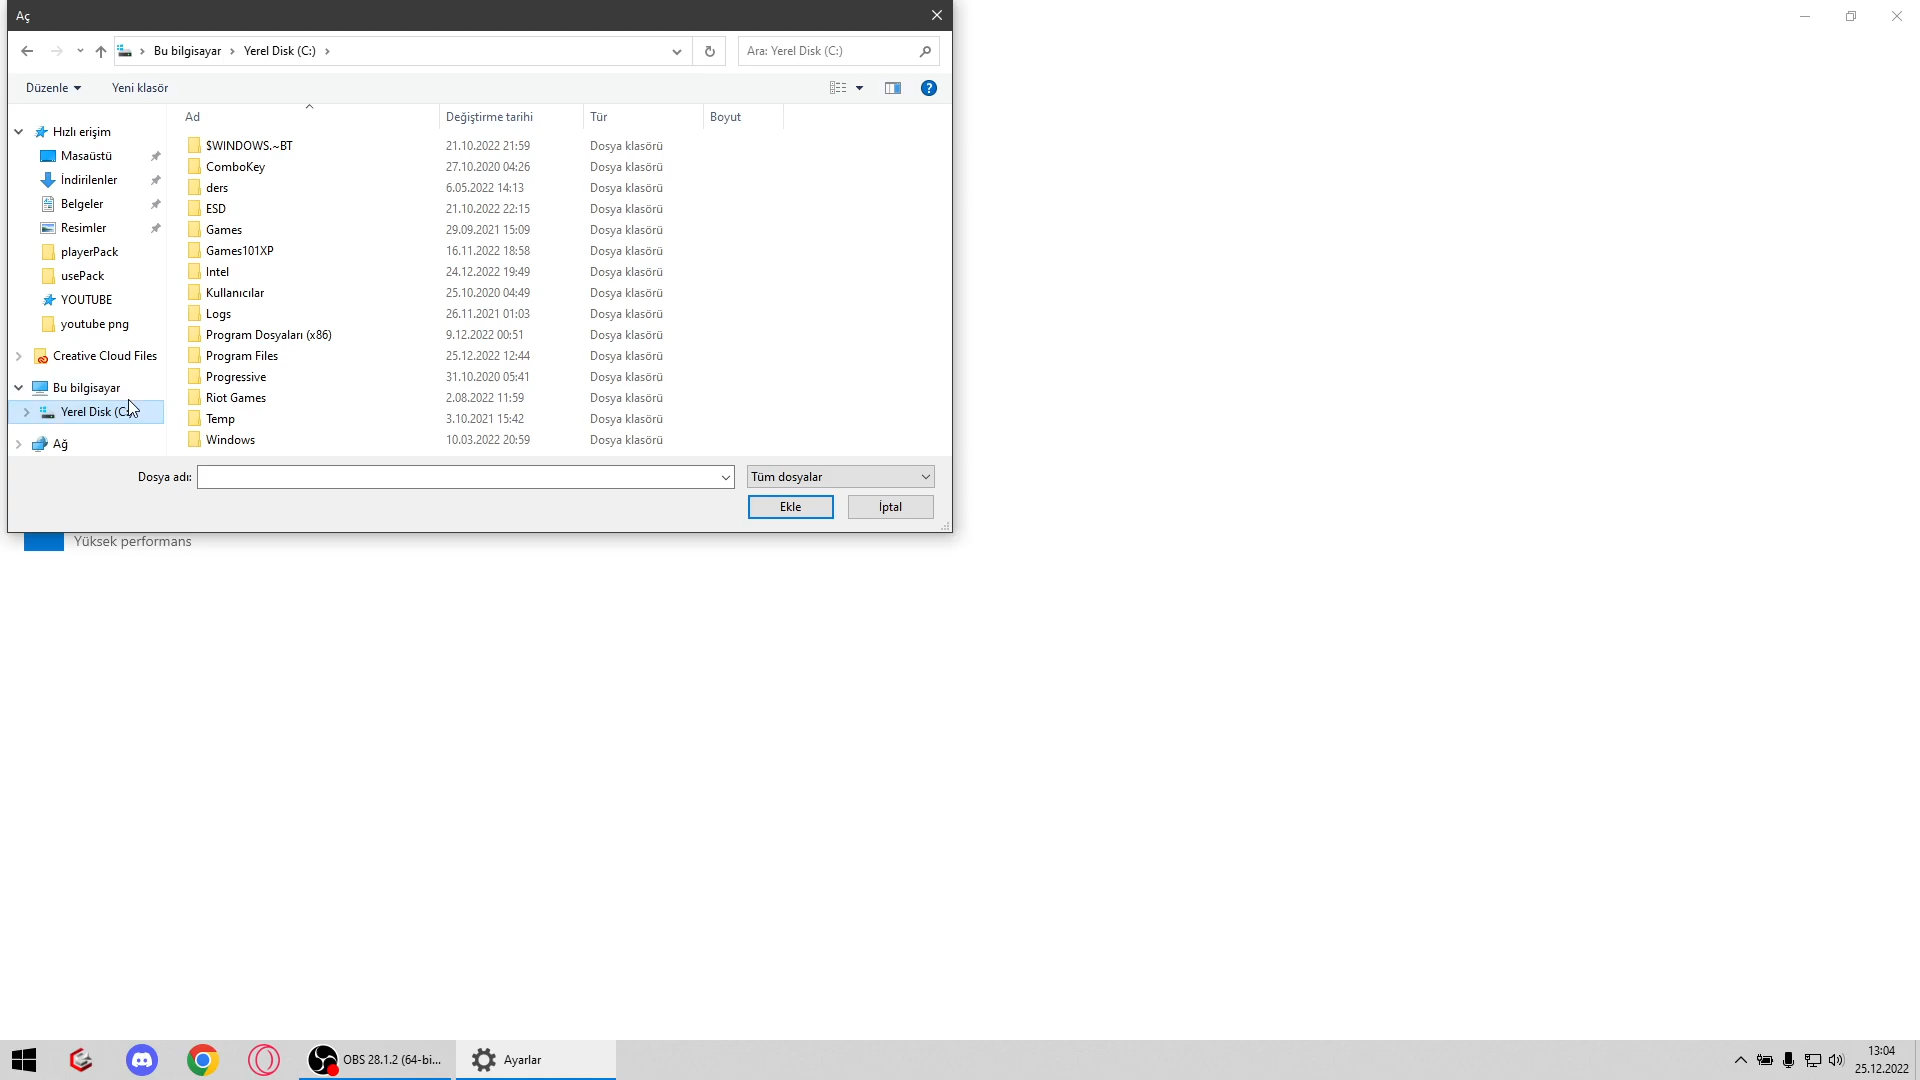 Aç
Bu bilgisayar
Yerel Disk (C:)
Ara: Yerel Disk (C:)
Düzenle
Yeni klasör
Ad
Değiştirme tarihi
Tür
Boyut
Hızlı erişim
Masaüstü
İndirilenler
Belgeler
Resimler
playerPack
usePack
YOUTUBE
youtube png
Creative Cloud Files
Bu bilgisayar
Yerel Disk (C:)
Ağ
$WINDOWS.~BT 21.10.2022 21:59 Dosya klasörü
ComboKey 27.10.2020 04:26 Dosya klasörü
ders 6.05.2022 14:13 Dosya klasörü
ESD 21.10.2022 22:15 Dosya klasörü
Games 29.09.2021 15:09 Dosya klasörü
Games101XP 16.11.2022 18:58 Dosya klasörü
Intel 24.12.2022 19:49 Dosya klasörü
Kullanıcılar 25.10.2020 04:49 Dosya klasörü
Logs 26.11.2021 01:03 Dosya klasörü
Program Dosyaları (x86) 9.12.2022 00:51 Dosya klasörü
Program Files 25.12.2022 12:44 Dosya klasörü
Progressive 31.10.2020 05:41 Dosya klasörü
Riot Games 2.08.2022 11:59 Dosya klasörü
Temp 3.10.2021 15:42 Dosya klasörü
Windows 10.03.2022 20:59 Dosya klasörü
Dosya adı:
Tüm dosyalar
Ekle
İptal
Yüksek performans
OBS 28.1.2 (64-bi...
Ayarlar
13:04
25.12.2022